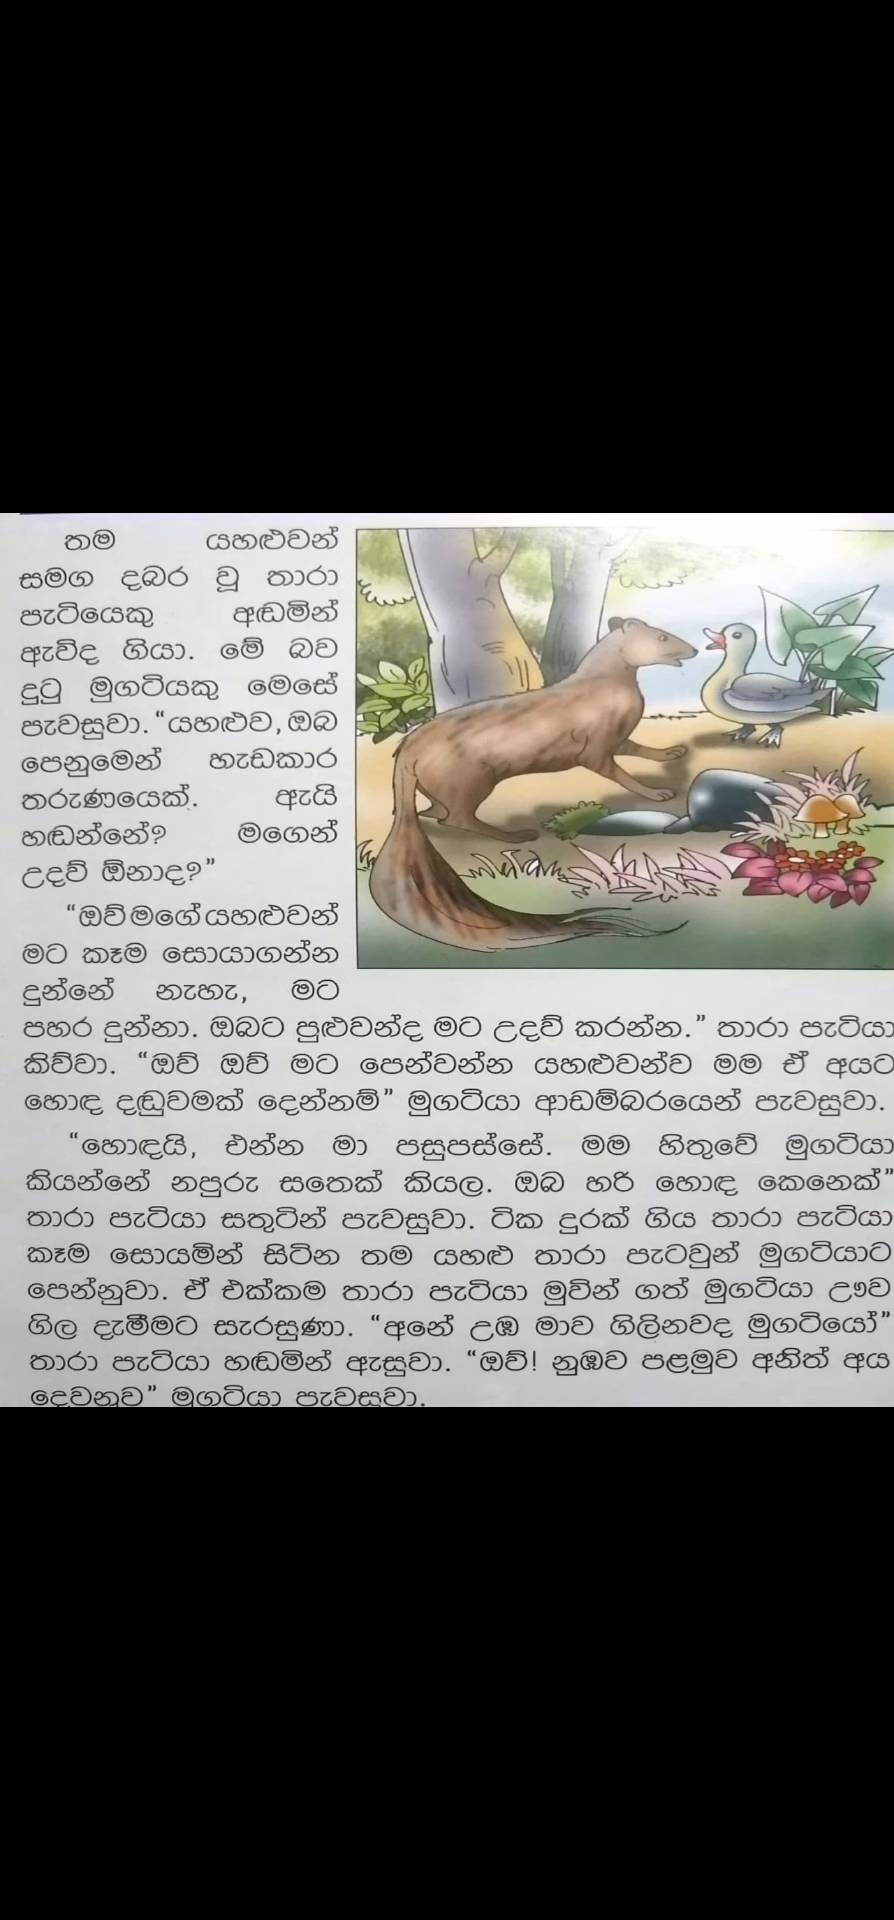 තම යහළුවන්
සමග දබර වූ තාරා
පැටියෙකු අඬමින්
ඇවිද ගියා. මේ බව
දුටු මුගටියකු මෙසේ
පැවසුවා. “යහළුව, ඔබ
පෙනුමෙන් හැඩකාර
තරුණයෙක්. ඇයි
හඬන්නේ? මගෙන්
උදව් ඕනාද?”
“ඔව් මගේ යහළුවන්
මට කෑම සොයාගන්න
දුන්නේ නැහැ, මට
පහර දුන්නා. ඔබට පුළුවන්ද මට උදව් කරන්න.” තාරා පැටියා
කිව්වා. “ඔව් ඔව් මට පෙන්වන්න යහළුවන්ව මම ඒ අයට
හොඳ දඬුවමක් දෙන්නම්” මුගටියා ආඩම්බරයෙන් පැවසුවා.
“හොඳයි, එන්න මා පසුපස්සේ. මම හිතුවේ මුගටියා
කියන්නේ නපුරු සතෙක් කියල. ඔබ හරි හොඳ කෙනෙක්”
තාරා පැටියා සතුටින් පැවසුවා. ටික දුරක් ගිය තාරා පැටියා
කෑම සොයමින් සිටින තම යහළු තාරා පැටවුන් මුගටියාට
පෙන්නුවා. ඒ එක්කම තාරා පැටියා මුවින් ගත් මුගටියා ඌව
ගිල දැමීමට සැරසුණා. “අනේ උඹ මාව ගිලිනවද මුගටියෝ”
තාරා පැටියා හඬමින් ඇසුවා. “ඔව්! නුඹව පළමුව අනිත් අය
දෙවනුව” මුගටියා පැවසුවා.